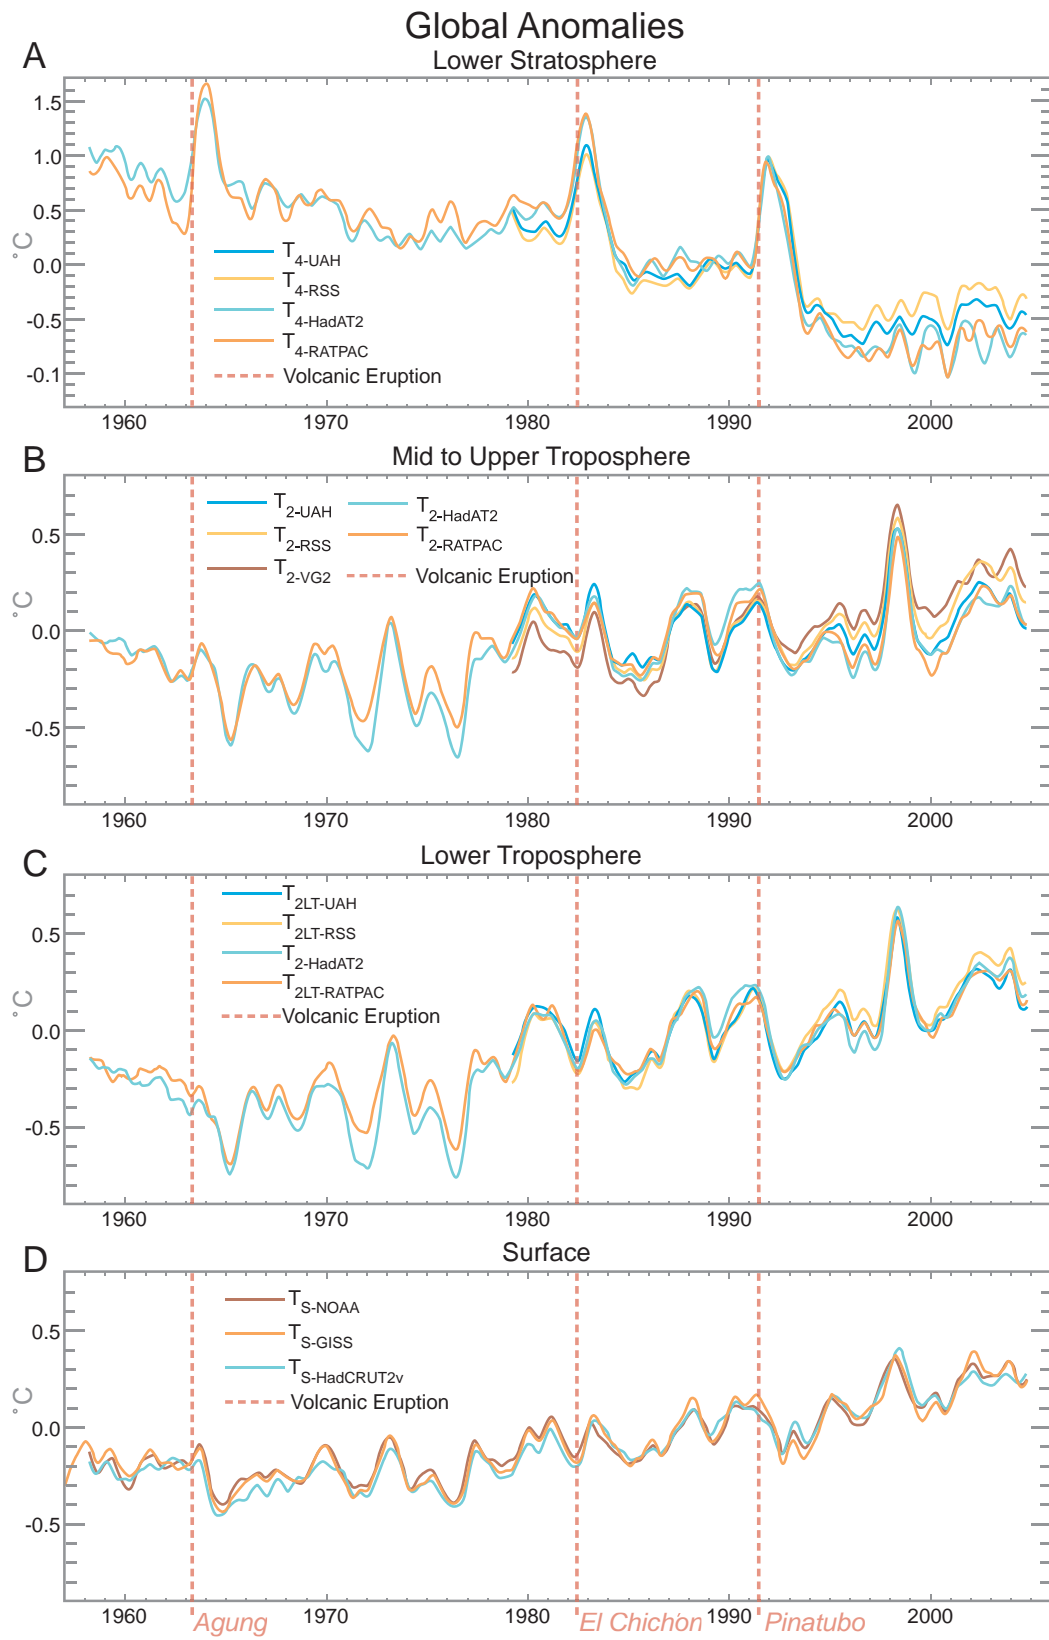 Global Anomalies
A
Lower Stratosphere
1.5
1.0
0.5
0.0
-0.5
-0.1
°C
T4-UAH
T4-RSS
T4-HadAT2
T4-RATPAC
Volcanic Eruption
1960 1970 1980 1990 2000
B
Mid to Upper Troposphere
0.5
0.0
-0.5
°C
T2-UAH
T2-RSS
T2-VG2
T2-HadAT2
T2-RATPAC
Volcanic Eruption
1960 1970 1980 1990 2000
C
Lower Troposphere
0.5
0.0
-0.5
°C
T2LT-UAH
T2LT-RSS
T2-HadAT2
T2LT-RATPAC
Volcanic Eruption
1960 1970 1980 1990 2000
D
Surface
0.5
0.0
-0.5
°C
TS-NOAA
TS-GISS
TS-HadCRUT2v
Volcanic Eruption
1960 1970 1980 1990 2000
Agung El Chichón Pinatubo